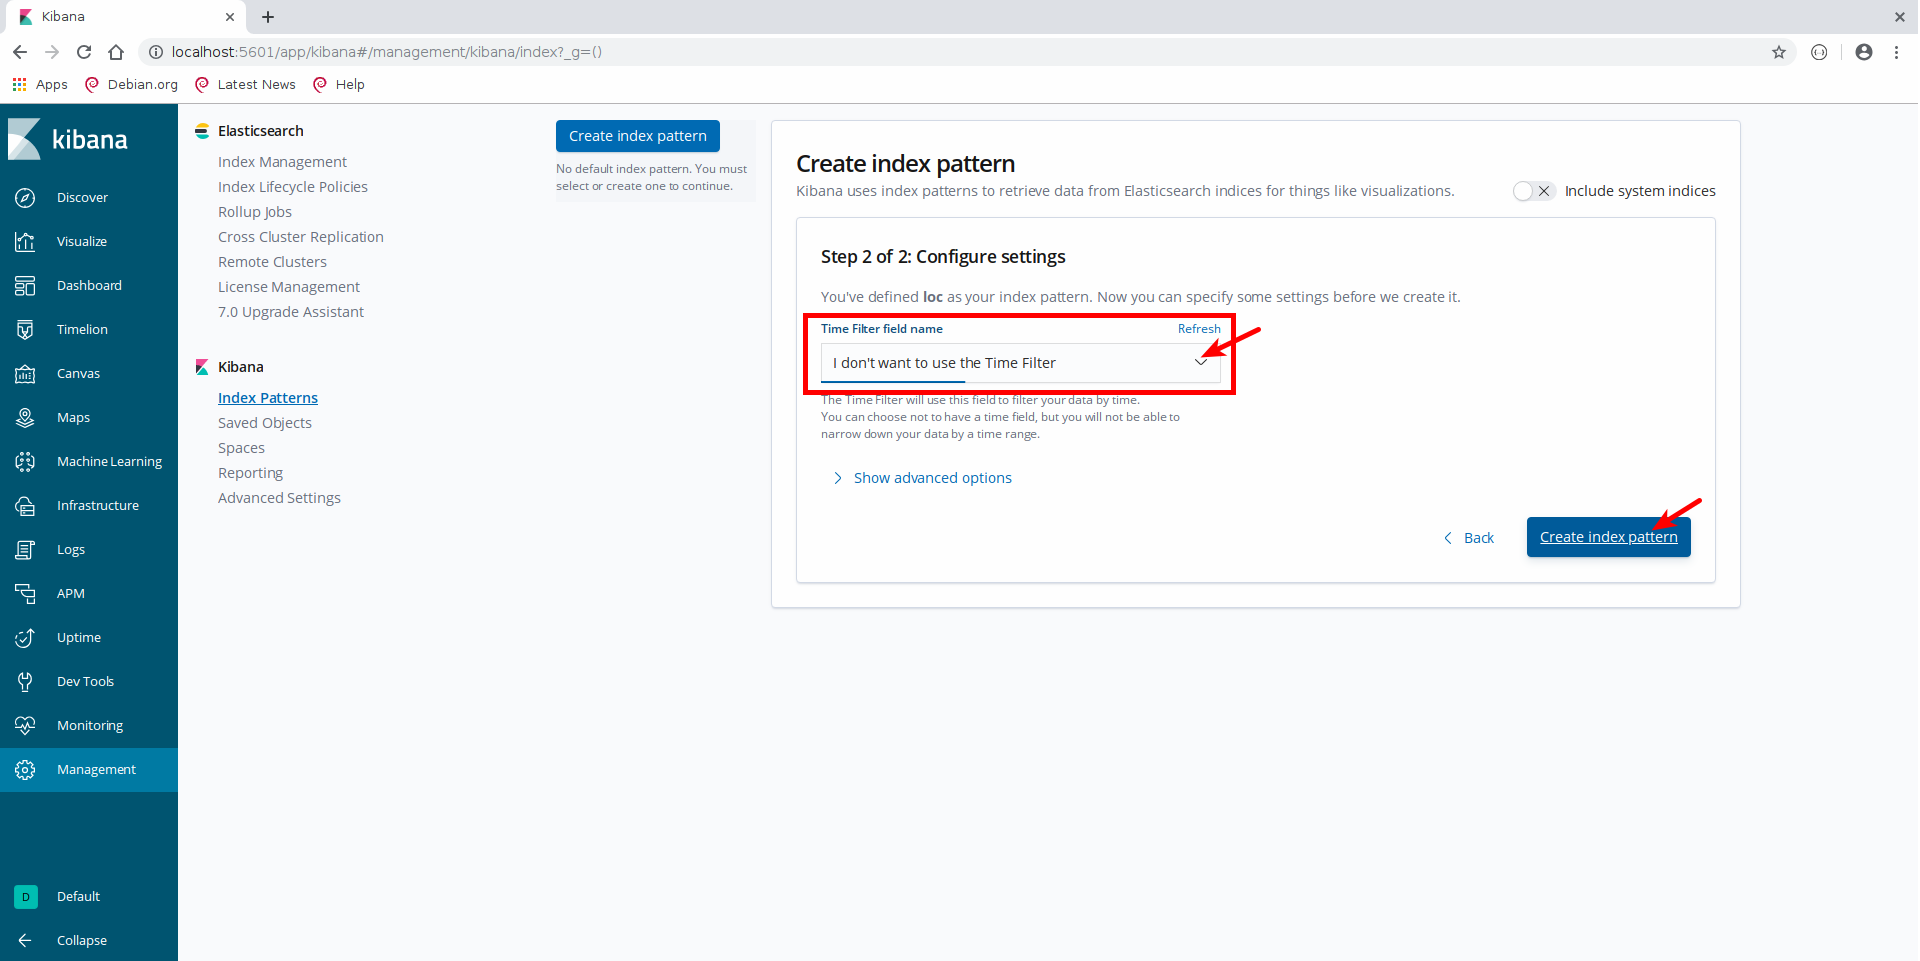 Kibana
localhost:5601/app/kibana#/management/kibana/index?_g=()
Apps
Debian.org
Latest News
Help
kibana
Discover
Visualize
Dashboard
Timelion
Canvas
Maps
Machine Learning
Infrastructure
Logs
APM
Uptime
Dev Tools
Monitoring
Management
D
Default
Collapse
Elasticsearch
Index Management
Index Lifecycle Policies
Rollup Jobs
Cross Cluster Replication
Remote Clusters
License Management
7.0 Upgrade Assistant
Kibana
Index Patterns
Saved Objects
Spaces
Reporting
Advanced Settings
Create index pattern
No default index pattern. You must
select or create one to continue.
Create index pattern
Kibana uses index patterns to retrieve data from Elasticsearch indices for things like visualizations.
Include system indices
Step 2 of 2: Configure settings
You've defined loc as your index pattern. Now you can specify some settings before we create it.
Time Filter field name
Refresh
I don't want to use the Time Filter
The Time Filter will use this field to filter your data by time.
You can choose not to have a time field, but you will not be able to
narrow down your data by a time range.
Show advanced options
Back
Create index pattern